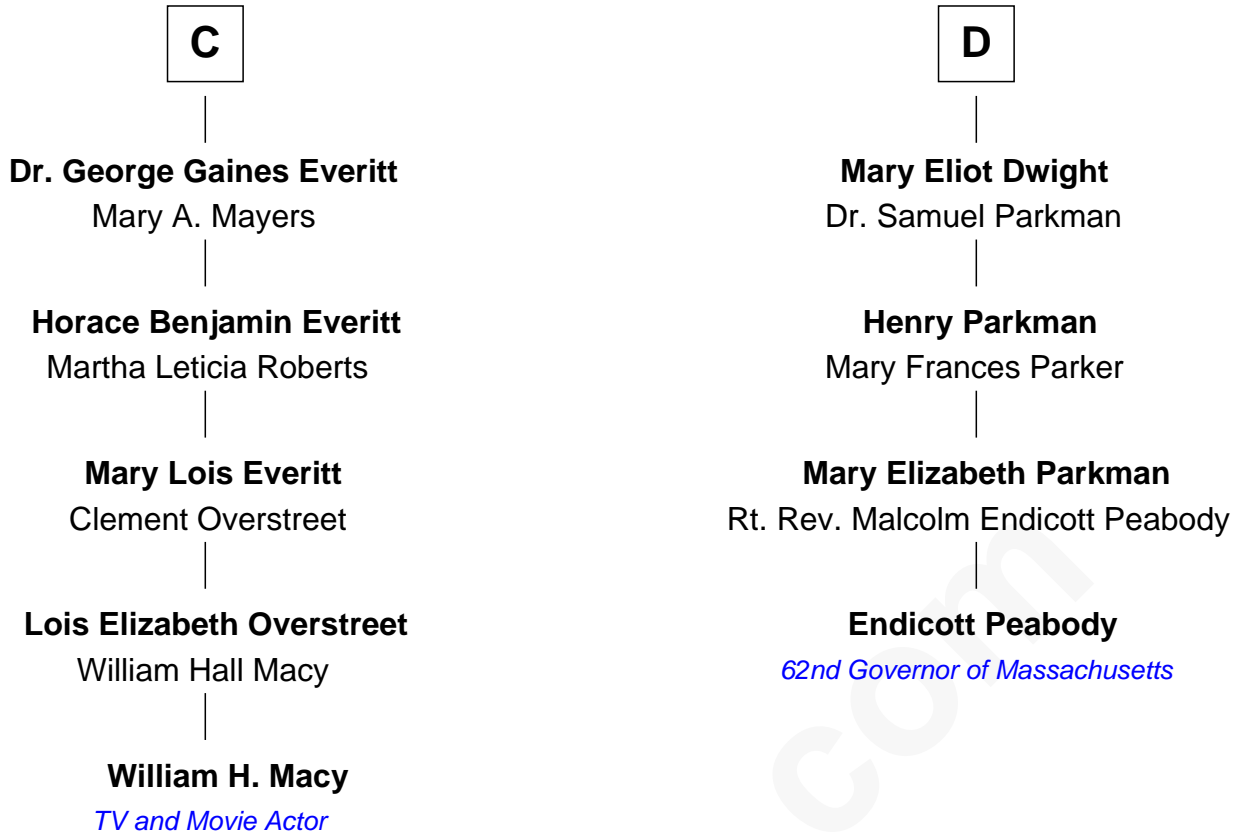 C
Dr. George Gaines Everitt
Mary A. Mayers
Horace Benjamin Everitt
Martha Leticia Roberts
Mary Lois Everitt
Clement Overstreet
Lois Elizabeth Overstreet
William Hall Macy
William H. Macy
TV and Movie Actor
D
Mary Eliot Dwight
Dr. Samuel Parkman
Henry Parkman
Mary Frances Parker
Mary Elizabeth Parkman
Rt. Rev. Malcolm Endicott Peabody
Endicott Peabody
62nd Governor of Massachusetts
com